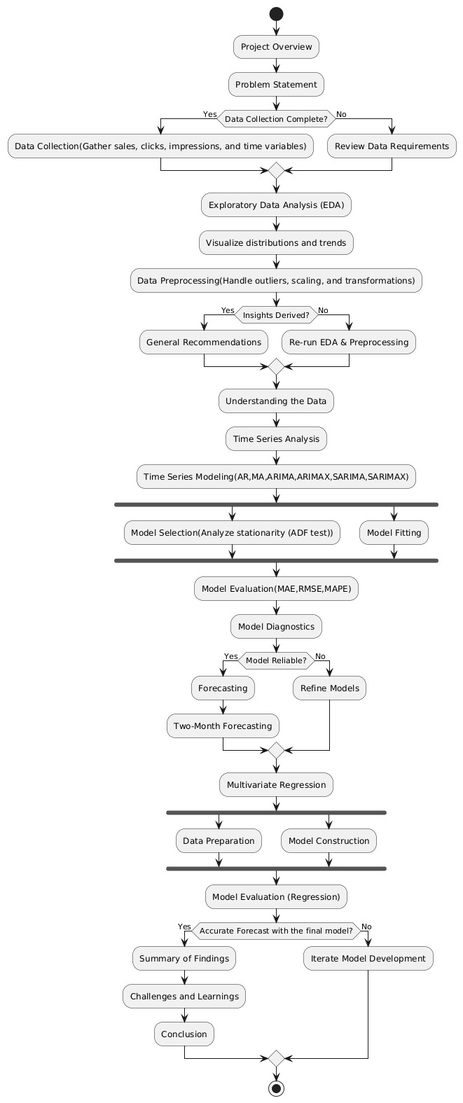 Project Overview
Problem Statement
Yes
Data Collection Complete?
No
Data Collection(Gather sales, clicks, impressions, and time variables)
Review Data Requirements
Exploratory Data Analysis (EDA)
Visualize distributions and trends
Data Preprocessing(Handle outliers, scaling, and transformations)
Yes
Insights Derived?
No
General Recommendations
Re-run EDA & Preprocessing
Understanding the Data
Time Series Analysis
Time Series Modeling(AR,MA,ARIMA,ARIMAX,SARIMA,SARIMAX)
Model Selection(Analyze stationarity (ADF test))
Model Fitting
Model Evaluation(MAE,RMSE,MAPE)
Model Diagnostics
Yes
Model Reliable?
No
Forecasting
Refine Models
Two-Month Forecasting
Multivariate Regression
Data Preparation
Model Construction
Model Evaluation (Regression)
Yes
Accurate Forecast with the final model?
No
Summary of Findings
Iterate Model Development
Challenges and Learnings
Conclusion